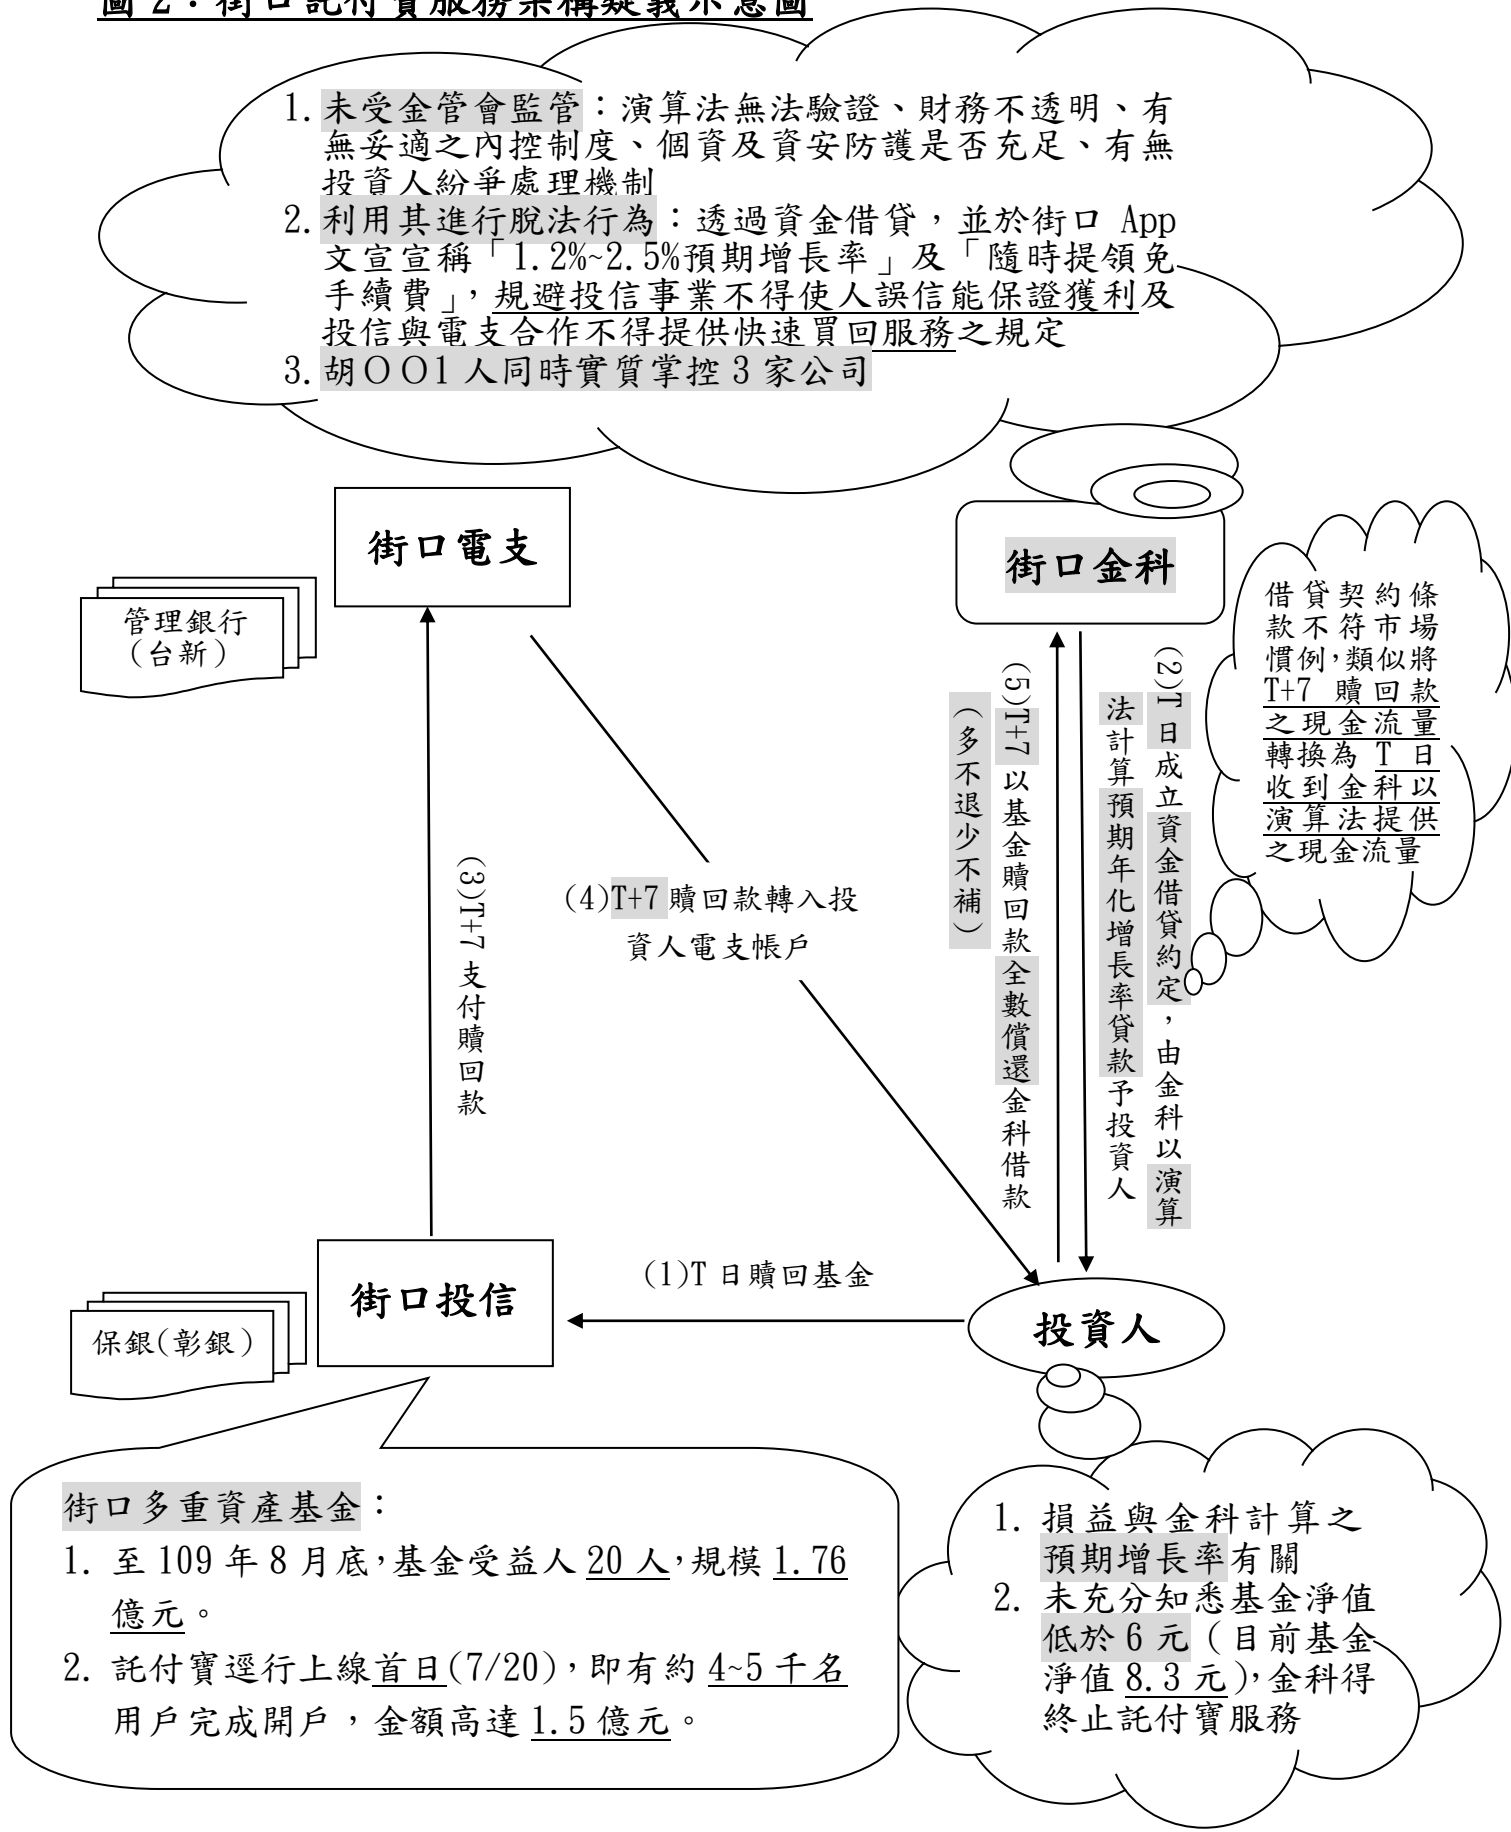 圖 2：街口託付寶服務架構疑義示意圖
1. 未受金管會監管：演算法無法驗證、財務不透明、有
無妥適之內控制度、個資及資安防護是否充足、有無
投資人紛爭處理機制
2. 利用其進行脫法行為：透過資金借貸，並於街口 App
文宣宣稱「1.2%~2.5%預期增長率」及「隨時提領免
手續費」，規避投信事業不得使人誤信能保證獲利及
投信與電支合作不得提供快速買回服務之規定
3. 胡ＯＯ1 人同時實質掌控 3 家公司
街口電支
街口金科
管理銀行
（台新）
借貸契約條
款不符市場
慣例，類似將
T+7 贖回款
之現金流量
轉換為 T 日
收到金科以
演算法提供
之現金流量
(2)T 日成立資金借貸約定，由金科以演算
法計算預期年化增長率貸款予投資人
(5)T+7 以基金贖回款全數償還金科借款
（多不退少不補）
(3)T+7 支付贖回款
(4)T+7 贖回款轉入投
資人電支帳戶
(1)T 日贖回基金
街口投信
投資人
保銀(彰銀）
街口多重資產基金：
1. 至 109 年 8 月底，基金受益人 20 人，規模 1.76
億元。
2. 託付寶逕行上線首日(7/20)，即有約 4~5 千名
用戶完成開戶，金額高達 1.5 億元。
1. 損益與金科計算之
預期增長率有關
2. 未充分知悉基金淨值
低於 6 元（目前基金
淨值 8.3 元），金科得
終止託付寶服務